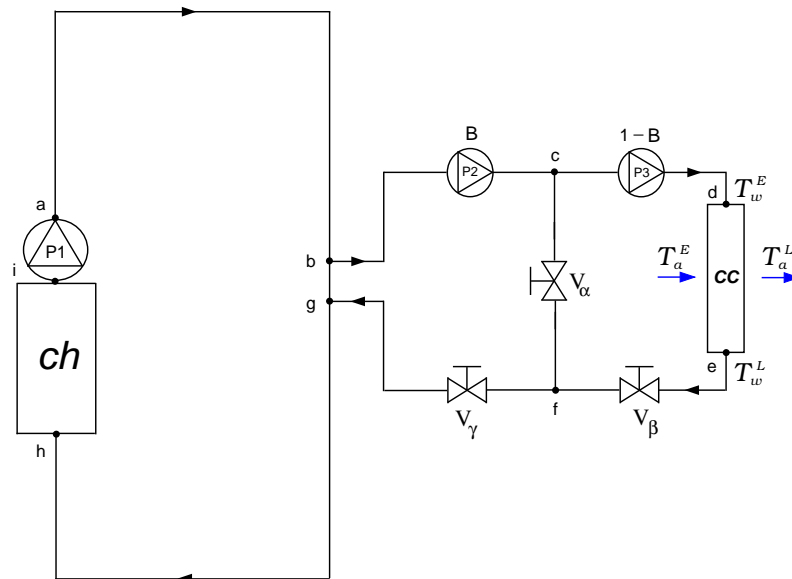 B
1 – B
P2
c
P3
d
T_w^E
a
P1
i
b
T_a^E
cc
T_a^L
V_α
g
ch
e
T_w^L
V_γ
f
V_β
h